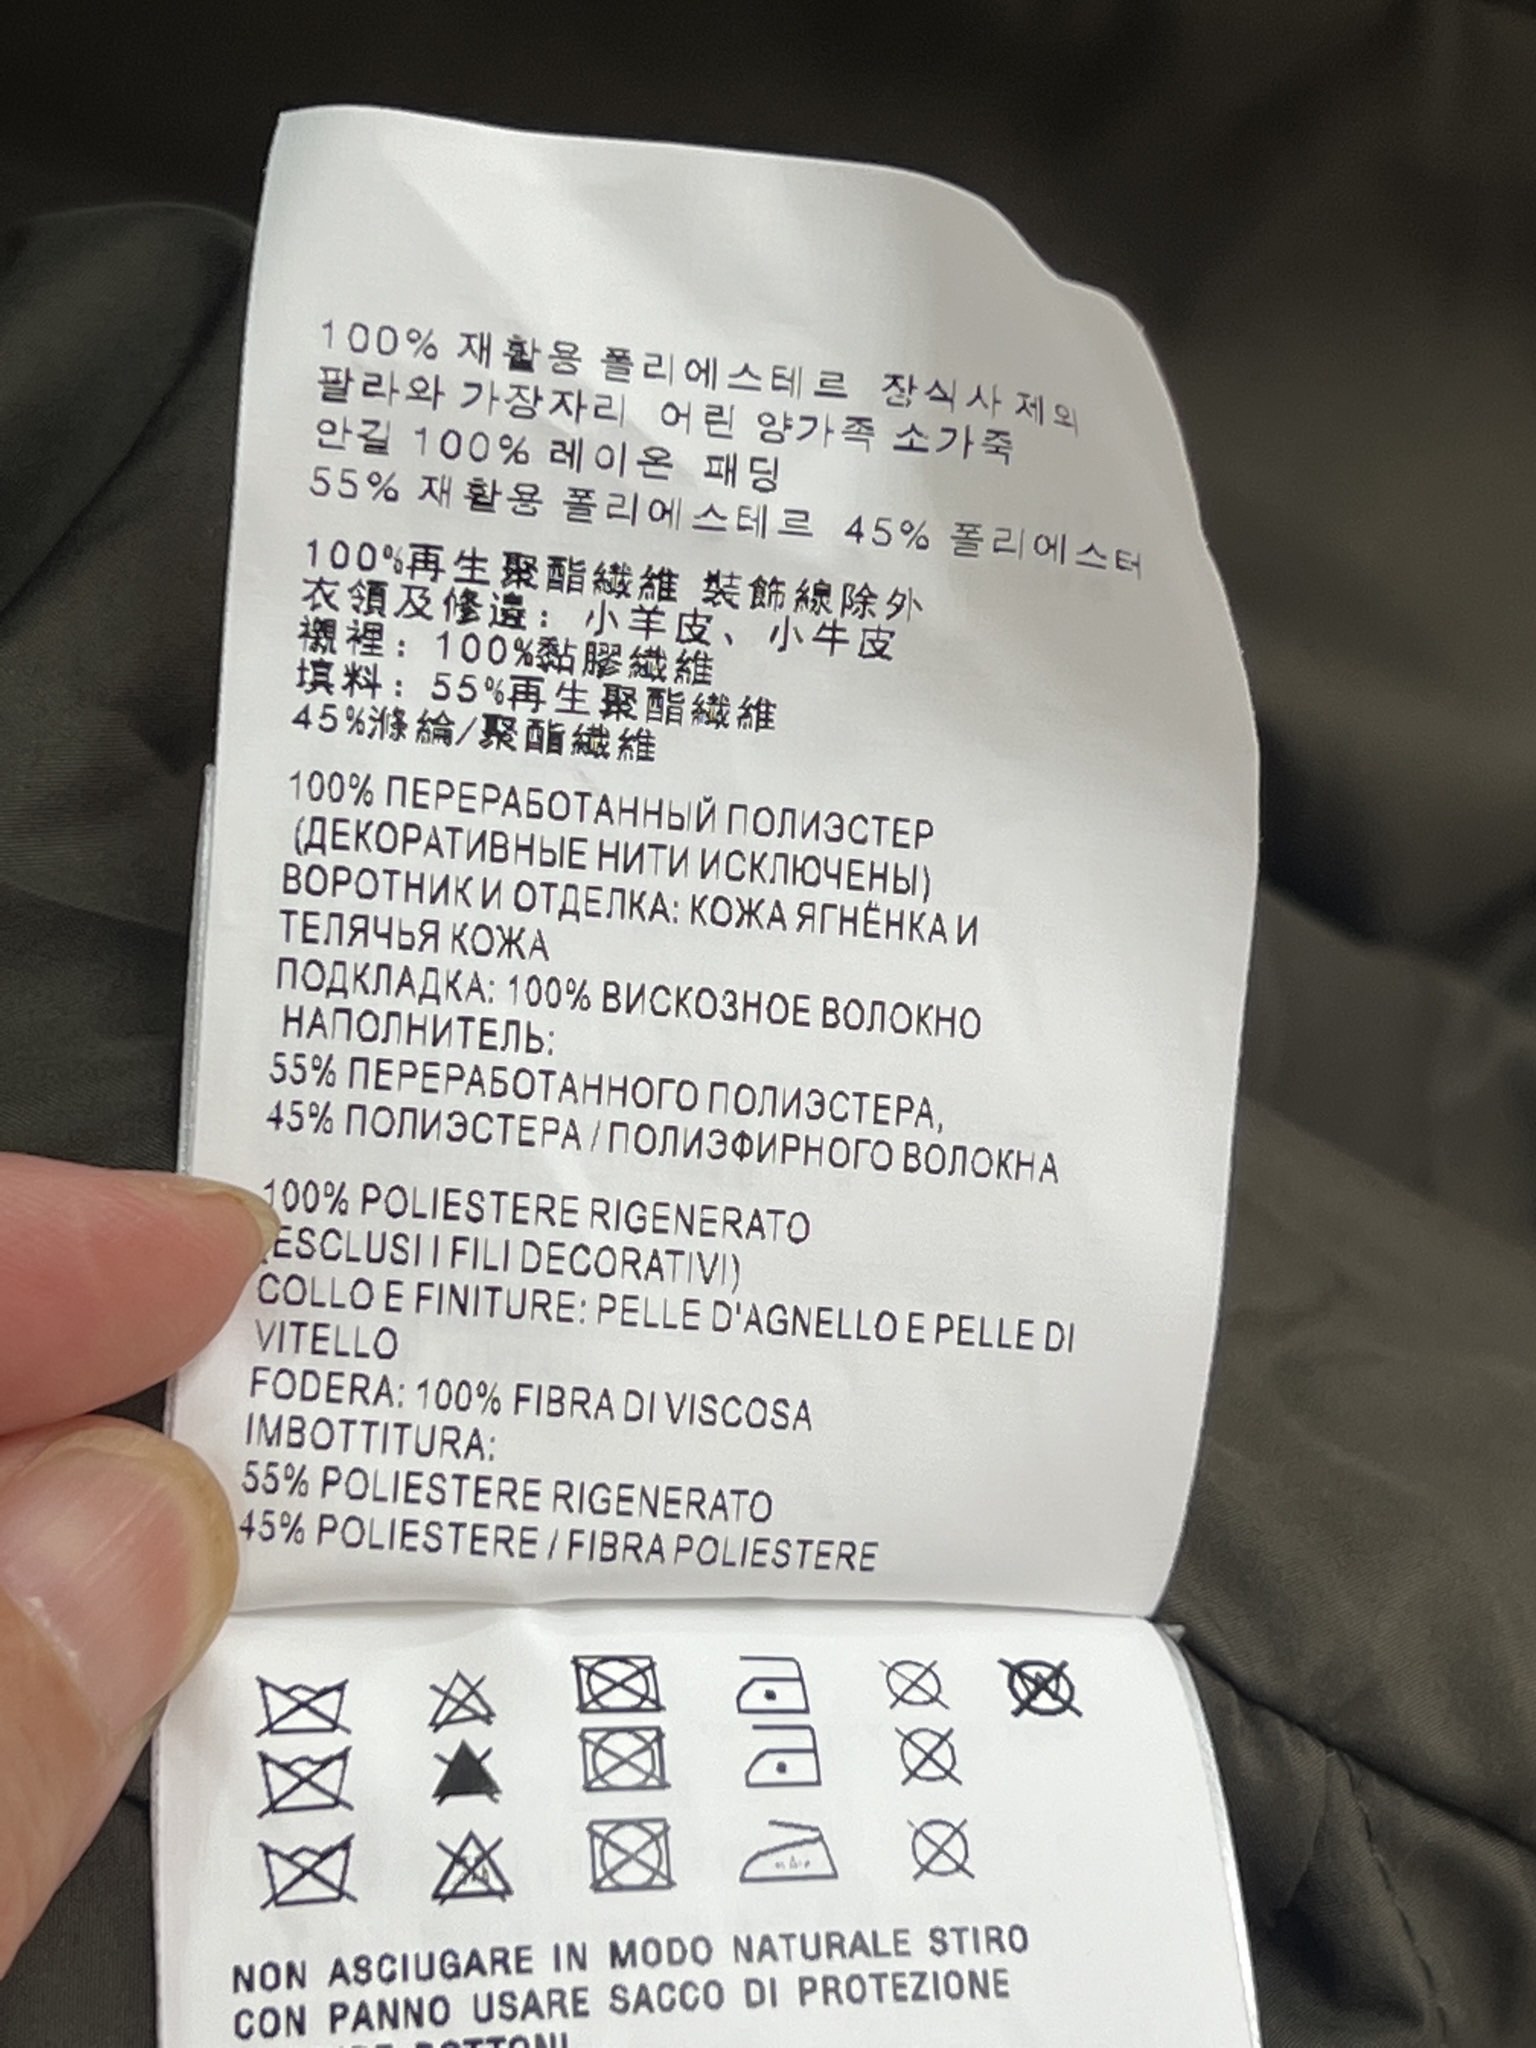 100% 재활용 폴리에스테르 장식사 제외
팔라와 가장자리 어린 양가족 소가죽
안길 100% 레이온 패딩
55% 재활용 폴리에스테르 45% 폴리에스터
100%再生聚酯纖維 裝飾線除外
衣領及修邊：小羊皮、小牛皮
襯裡：100%黏膠纖維
填料：55%再生聚酯纖維
45%滌綸/聚酯纖維
100% ПЕРЕРАБОТАННЫЙ ПОЛИЭСТЕР
(ДЕКОРАТИВНЫЕ НИТИ ИСКЛЮЧЕНЫ)
ВОРОТНИК И ОТДЕЛКА: КОЖА ЯГНЁНКА И
ТЕЛЯЧЬЯ КОЖА
ПОДКЛАДКА: 100% ВИСКОЗНОЕ ВОЛОКНО
НАПОЛНИТЕЛЬ:
55% ПЕРЕРАБОТАННОГО ПОЛИЭСТЕРА,
45% ПОЛИЭСТЕРА / ПОЛИЭФИРНОГО ВОЛОКНА
100% POLIESTERE RIGENERATO
(ESCLUSI I FILI DECORATIVI)
COLLO E FINITURE: PELLE D'AGNELLO E PELLE DI
VITELLO
FODERA: 100% FIBRA DI VISCOSA
IMBOTTITURA:
55% POLIESTERE RIGENERATO
45% POLIESTERE / FIBRA POLIESTERE
NON ASCIUGARE IN MODO NATURALE STIRO
CON PANNO USARE SACCO DI PROTEZIONE